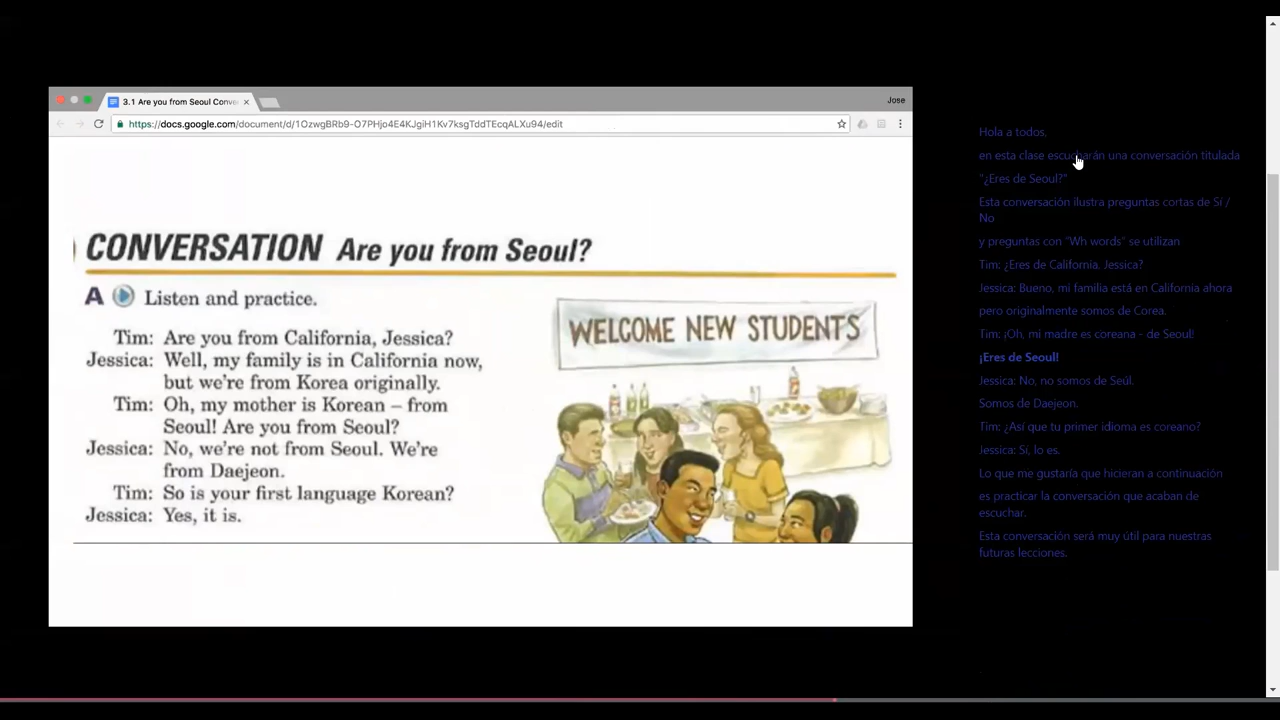 3.1 Are you from Seoul Conve
Jose
https://docs.google.com/document/d/1OzwgBRb9-O7PHjo4E4KJgiH1Kv7ksgTddTEcqALXu94/edit
CONVERSATION Are you from Seoul?
A Listen and practice.
Tim: Are you from California, Jessica?
Jessica: Well, my family is in California now,
but we're from Korea originally.
Tim: Oh, my mother is Korean – from
Seoul! Are you from Seoul?
Jessica: No, we're not from Seoul. We're
from Daejeon.
Tim: So is your first language Korean?
Jessica: Yes, it is.
WELCOME NEW STUDENTS
Hola a todos,
en esta clase escucharán una conversación titulada
"¿Eres de Seoul?"
Esta conversación ilustra preguntas cortas de Sí /
No
y preguntas con "Wh words" se utilizan
Tim: ¿Eres de California, Jessica?
Jessica: Bueno, mi familia está en California ahora
pero originalmente somos de Corea.
Tim: ¡Oh, mi madre es coreana - de Seoul!
¡Eres de Seoul!
Jessica: No, no somos de Seúl.
Somos de Daejeon.
Tim: ¿Así que tu primer idioma es coreano?
Jessica: Sí, lo es.
Lo que me gustaría que hicieran a continuación
es practicar la conversación que acaban de
escuchar.
Esta conversación será muy útil para nuestras
futuras lecciones.